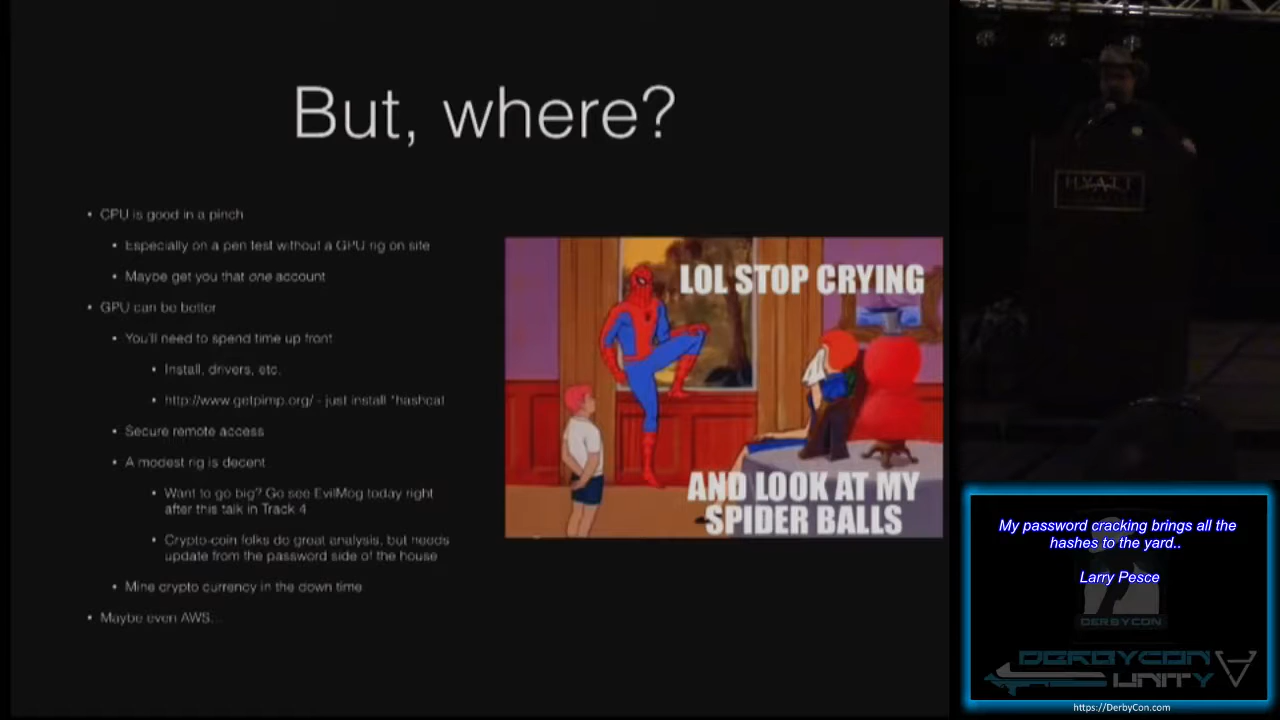 But, where?
• CPU is good in a pinch
• Especially on a pen test without a GPU rig on site
• Maybe get you that one account
• GPU can be better
• You'll need to spend time up front
• Install, drivers, etc.
• http://www.getpimp.org/ - just install *hashcat
• Secure remote access
• A modest rig is decent
• Want to go big? Go see EvilMog today right
after this talk in Track 4
• Crypto-coin folks do great analysis, but needs
update from the password side of the house
• Mine crypto currency in the down time
• Maybe even AWS...
LOL STOP CRYING
AND LOOK AT MY
SPIDER BALLS
HYATT
My password cracking brings all the
hashes to the yard..
Larry Pesce
DERBYCON
DERBYCON
UNITY
https://DerbyCon.com